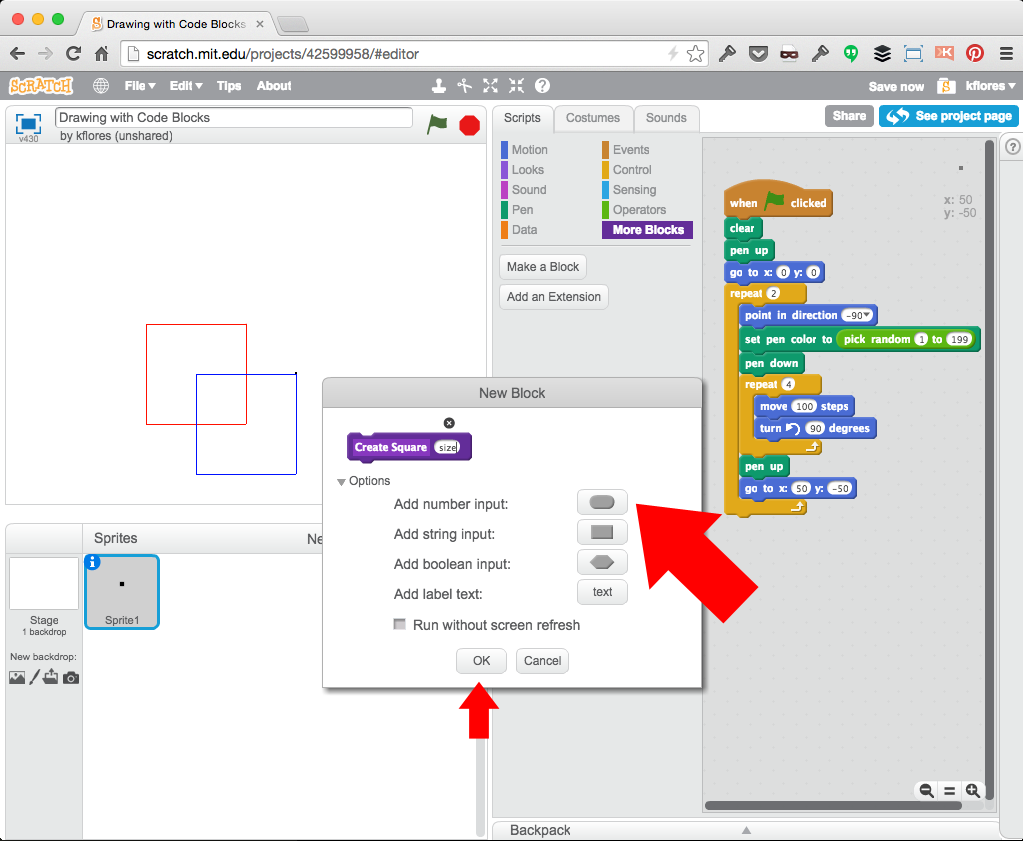 Drawing with Code Blocks
scratch.mit.edu/projects/42599958/#editor
SCRATCH
File
Edit
Tips
About
Save now
kflores
v430
Drawing with Code Blocks
by kflores (unshared)
Scripts
Costumes
Sounds
Share
See project page
Motion
Looks
Sound
Pen
Data
Events
Control
Sensing
Operators
More Blocks
Make a Block
Add an Extension
x: 50
y: -50
when clicked
clear
pen up
go to x: 0 y: 0
repeat 2
point in direction -90
set pen color to pick random 1 to 199
pen down
repeat 4
move 100 steps
turn 90 degrees
pen up
go to x: 50 y: -50
New Block
Create Square size
Options
Add number input:
Add string input:
Add boolean input:
Add label text: text
Run without screen refresh
OK
Cancel
Sprites
Ne
Stage
1 backdrop
New backdrop:
Sprite1
Backpack